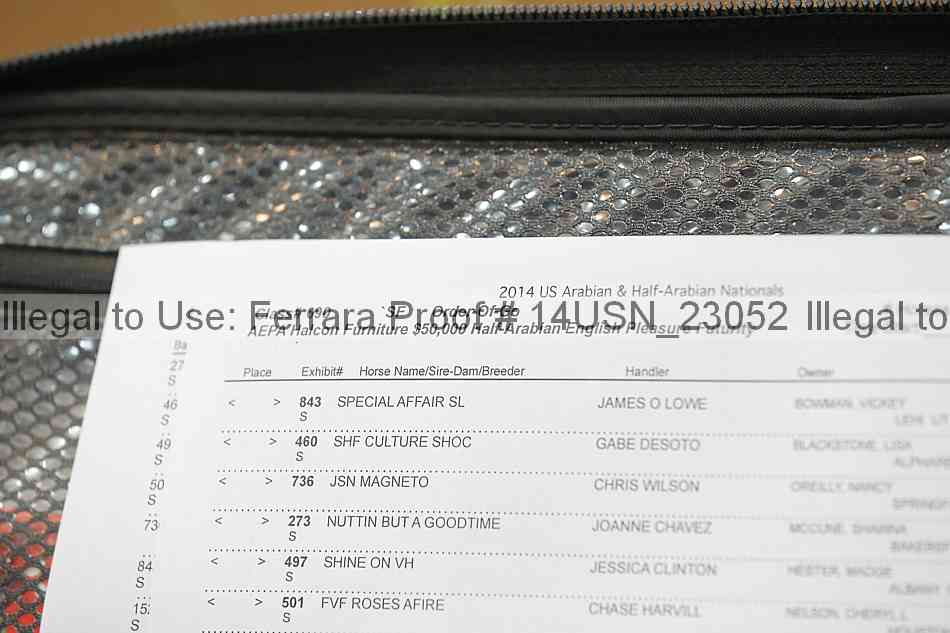 2014 US Arabian & Half-Arabian Nationals
Illegal to Use: Ferrara Proof # 14USN_23052 Illegal to
SE Order Of Go
AEPA/Halcon Furniture $50,000 Half-Arabian English Pleasure Futurity
Ba
27
S
Place Exhibit# Horse Name/Sire-Dam/Breeder Handler Owner
46 < > 843 SPECIAL AFFAIR SL JAMES O LOWE BOWMAN, VICKEY
S S
49 < > 460 SHF CULTURE SHOC GABE DESOTO BLACKSTONE, LISA
S S
50 < > 736 JSN MAGNETO CHRIS WILSON OREILLY, NANCY
S
73 < > 273 NUTTIN BUT A GOODTIME JOANNE CHAVEZ
S
84 < > 497 SHINE ON VH JESSICA CLINTON HESTER, MADGE
S S
15 < > 501 FVF ROSES AFIRE CHASE HARVILL NELSON, CHERYL L
S S